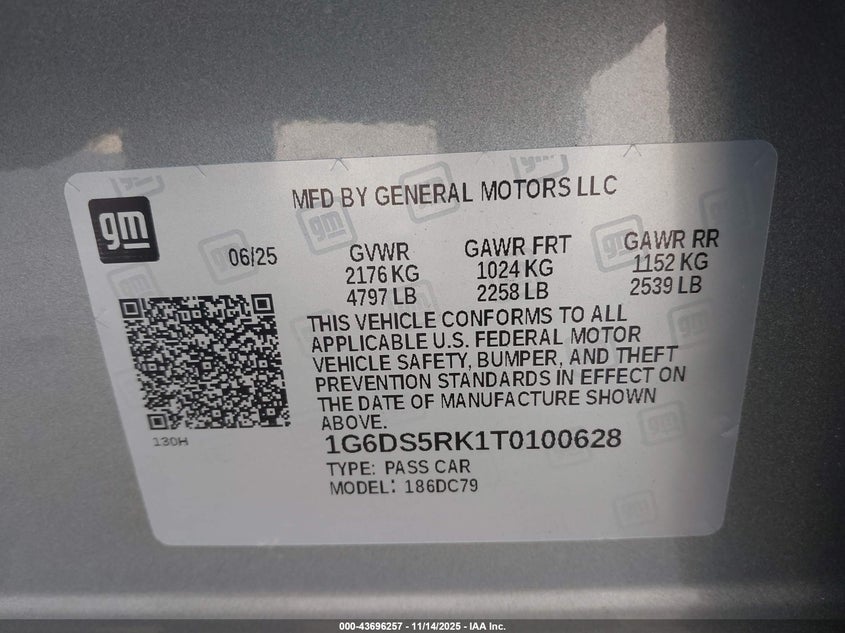 gm
MFD BY GENERAL MOTORS LLC
06/25
GVWR
2176 KG
4797 LB
GAWR FRT
1024 KG
2258 LB
GAWR RR
1152 KG
2539 LB
THIS VEHICLE CONFORMS TO ALL
APPLICABLE U.S. FEDERAL MOTOR
VEHICLE SAFETY, BUMPER, AND THEFT
PREVENTION STANDARDS IN EFFECT ON
THE DATE OF MANUFACTURE SHOWN
ABOVE.
130H
1G6DS5RK1T0100628
TYPE: PASS CAR
MODEL: 186DC79
000-43696257 - 11/14/2025 - IAA Inc.